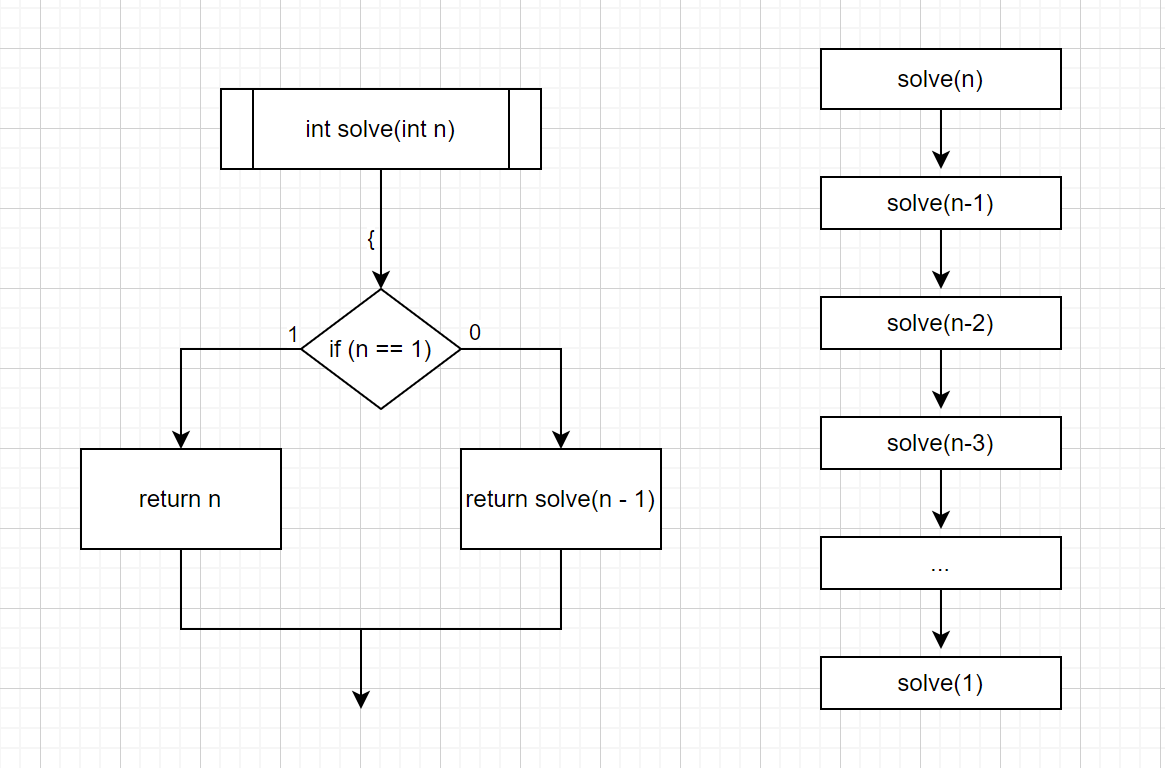 int solve(int n)
{
1
0
if (n == 1)
return n
return solve(n - 1)
solve(n)
solve(n-1)
solve(n-2)
solve(n-3)
...
solve(1)